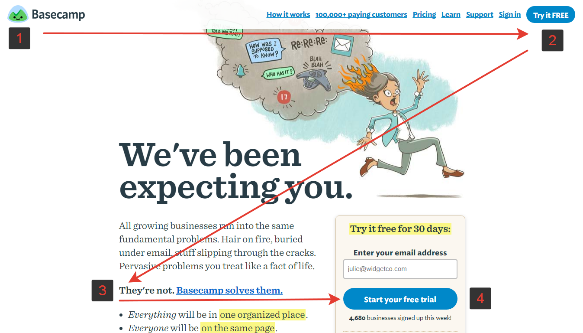 Basecamp
How it works 100,000+ paying customers Pricing Learn Support Sign in Try it FREE
1
2
HOW WAS I SUPPOSED TO KNOW?
RE:RE:RE:
BLAH BLAH
WHO HAS IT?
We've been
expecting you.
All growing businesses run into the same
fundamental problems. Hair on fire, buried
under email, stuff slipping through the cracks.
Pervasive problems you treat like a fact of life.
3
They're not. Basecamp solves them.
Everything will be in one organized place.
Everyone will be on the same page.
Try it free for 30 days:
Enter your email address
julie@widgetco.com
Start your free trial
4
4,680 businesses signed up this week!